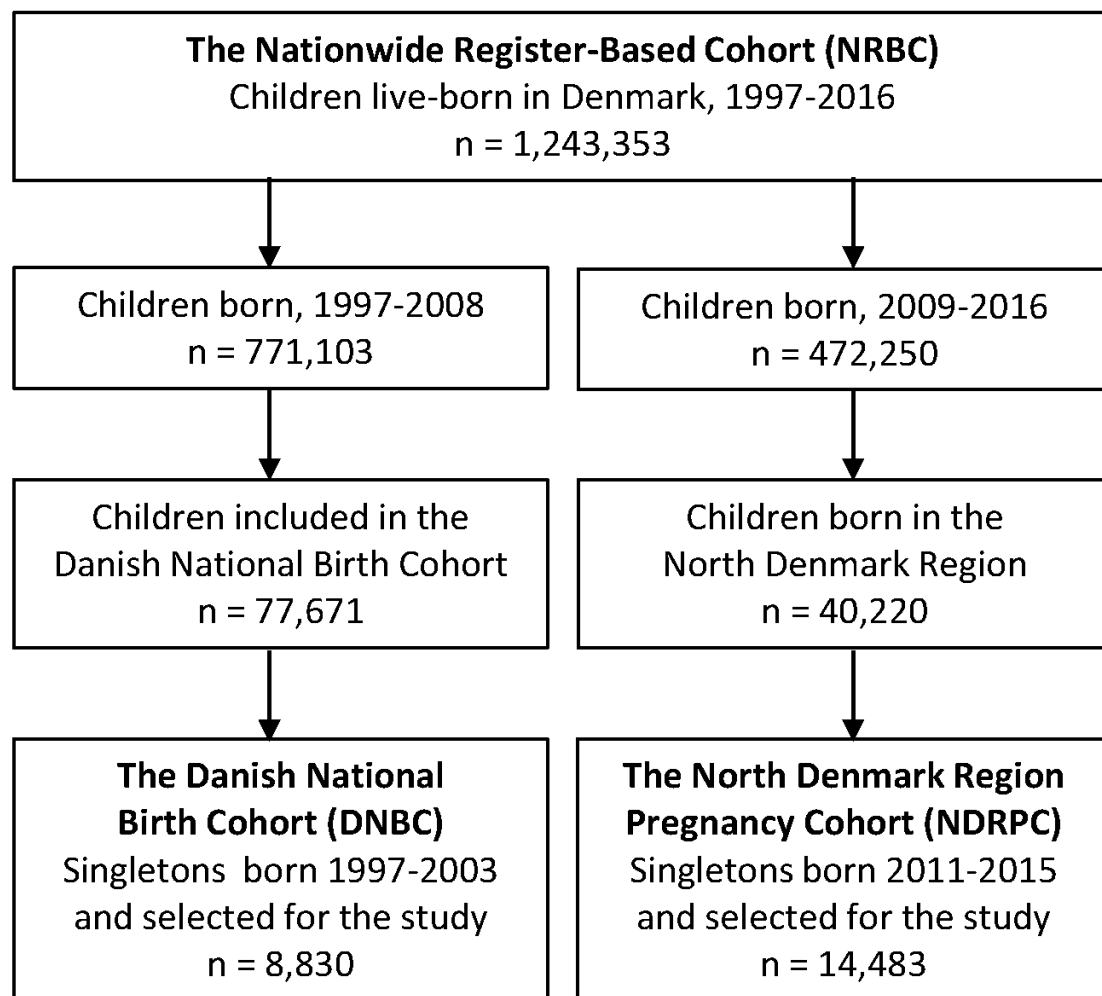 The Nationwide Register-Based Cohort (NRBC)
Children live-born in Denmark, 1997-2016
n = 1,243,353
Children born, 1997-2008
n = 771,103
Children born, 2009-2016
n = 472,250
Children included in the
Danish National Birth Cohort
n = 77,671
Children born in the
North Denmark Region
n = 40,220
The Danish National
Birth Cohort (DNBC)
Singletons  born 1997-2003
and selected for the study
n = 8,830
The North Denmark Region
Pregnancy Cohort (NDRPC)
Singletons born 2011-2015
and selected for the study
n = 14,483